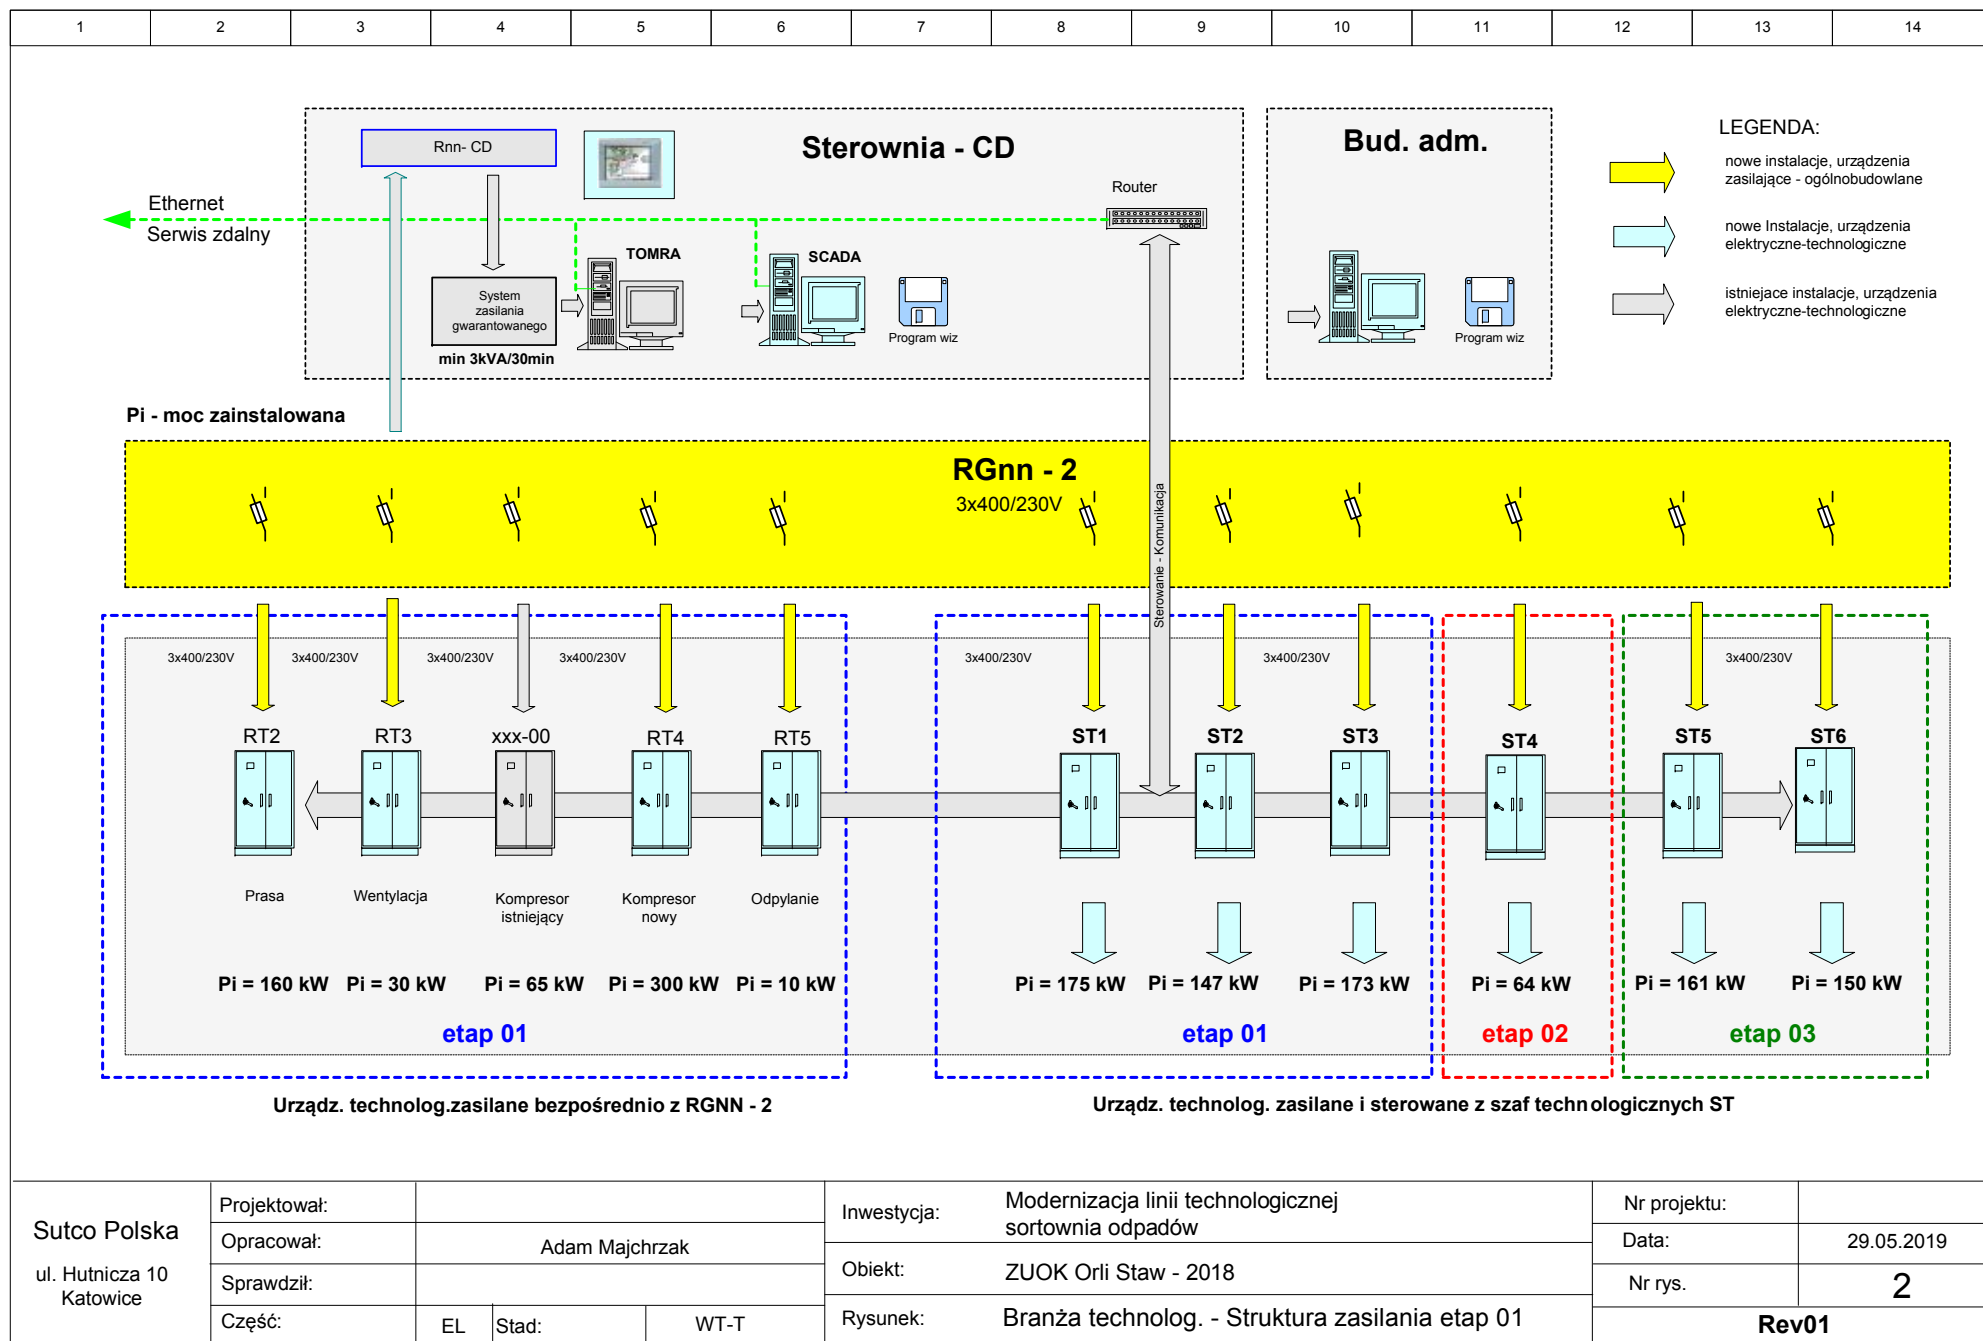 1 2 3 4 5 6 7 8 9 10 11 12 13 14
Rnn- CD
Sterownia - CD
Bud. adm.
LEGENDA:
nowe instalacje, urządzenia
zasilające - ogólnobudowlane
Router
Ethernet
Serwis zdalny
nowe Instalacje, urządzenia
elektryczne-technologiczne
TOMRA
SCADA
System
zasilania
gwarantowanego
min 3kVA/30min
Program wiz
Program wiz
istniejace instalacje, urządzenia
elektryczne-technologiczne
Pi - moc zainstalowana
RGnn - 2
3x400/230V
Sterowanie - Komunikacja
3x400/230V 3x400/230V 3x400/230V 3x400/230V 3x400/230V 3x400/230V 3x400/230V
RT2 RT3 xxx-00 RT4 RT5 ST1 ST2 ST3 ST4 ST5 ST6
Prasa
Wentylacja
Kompresor
istniejący
Kompresor
nowy
Odpylanie
Pi = 160 kW Pi = 30 kW Pi = 65 kW Pi = 300 kW Pi = 10 kW Pi = 175 kW Pi = 147 kW Pi = 173 kW Pi = 64 kW Pi = 161 kW Pi = 150 kW
etap 01 etap 01 etap 02 etap 03
Urządz. technolog.zasilane bezpośrednio z RGNN - 2
Urządz. technolog. zasilane i sterowane z szaf technologicznych ST
Sutco Polska
ul. Hutnicza 10
Katowice
Projektował:
Opracował: Adam Majchrzak
Sprawdził:
Część: EL Stad: WT-T
Inwestycja: Modernizacja linii technologicznej
sortownia odpadów
Obiekt: ZUOK Orli Staw - 2018
Rysunek: Branża technolog. - Struktura zasilania etap 01
Nr projektu:
Data: 29.05.2019
Nr rys. 2
Rev01